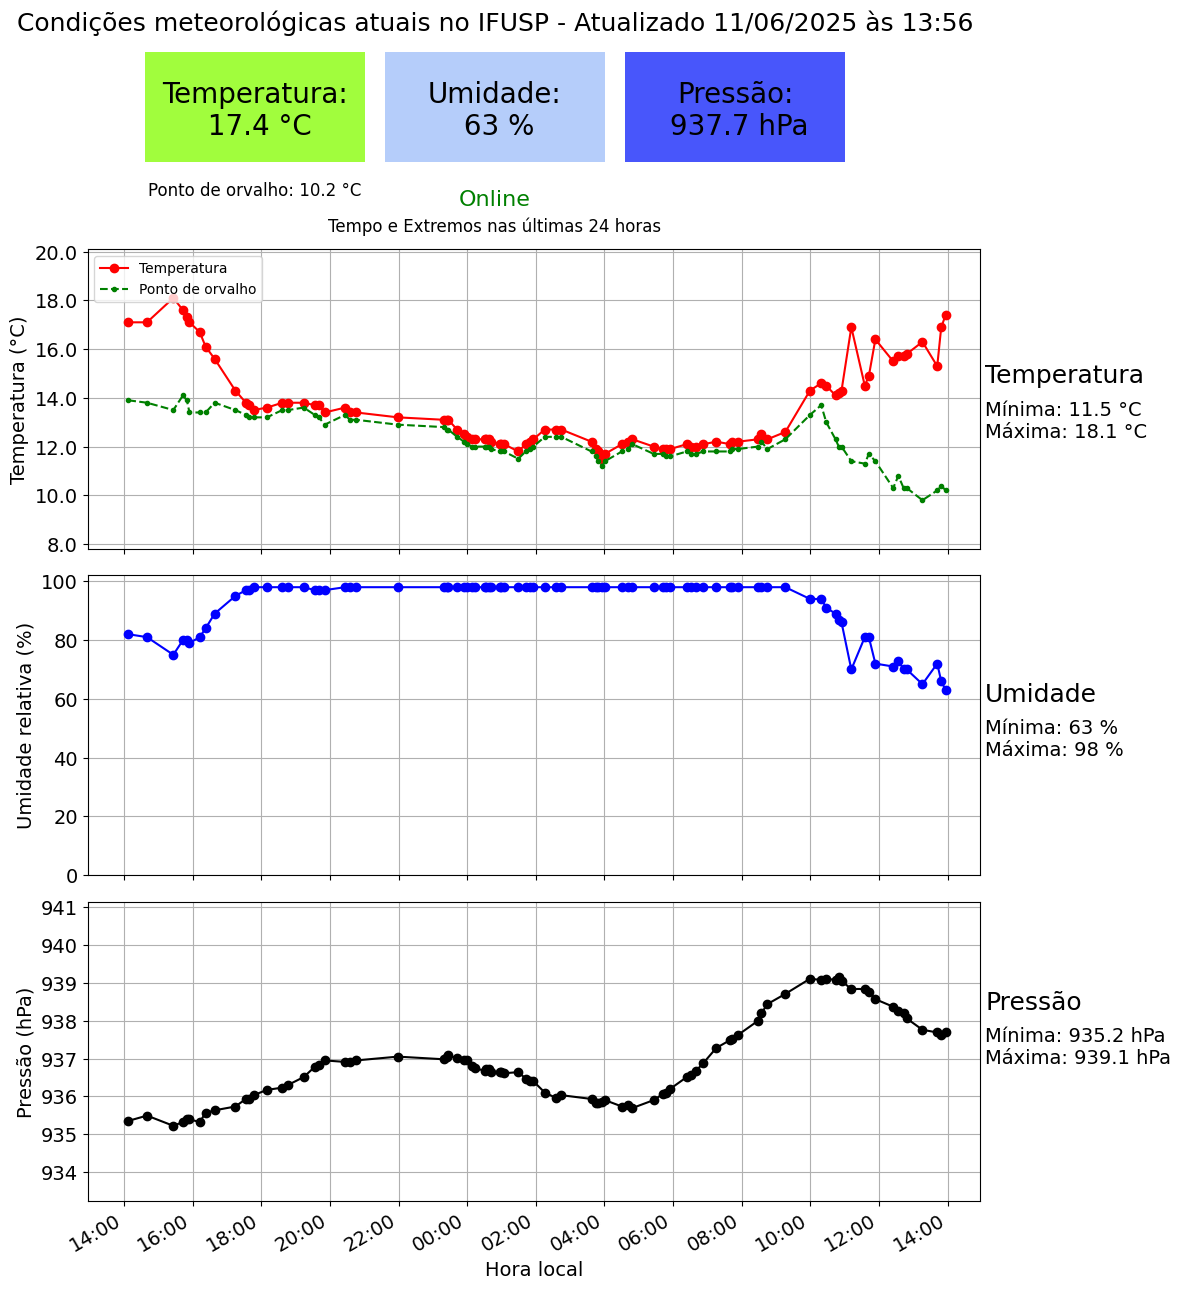 Condições meteorológicas atuais no IFUSP - Atualizado 11/06/2025 às 13:56
Temperatura:
17.4 °C
Umidade:
63 %
Pressão:
937.7 hPa
Ponto de orvalho: 10.2 °C
Online
Tempo e Extremos nas últimas 24 horas
Temperatura (°C)
20.0
18.0
16.0
14.0
12.0
10.0
8.0
Temperatura
Ponto de orvalho
Temperatura
Mínima: 11.5 °C
Máxima: 18.1 °C
Umidade relativa (%)
100
80
60
40
20
0
Umidade
Mínima: 63 %
Máxima: 98 %
Pressão (hPa)
941
940
939
938
937
936
935
934
Pressão
Mínima: 935.2 hPa
Máxima: 939.1 hPa
14:00 16:00 18:00 20:00 22:00 00:00 02:00 04:00 06:00 08:00 10:00 12:00 14:00
Hora local